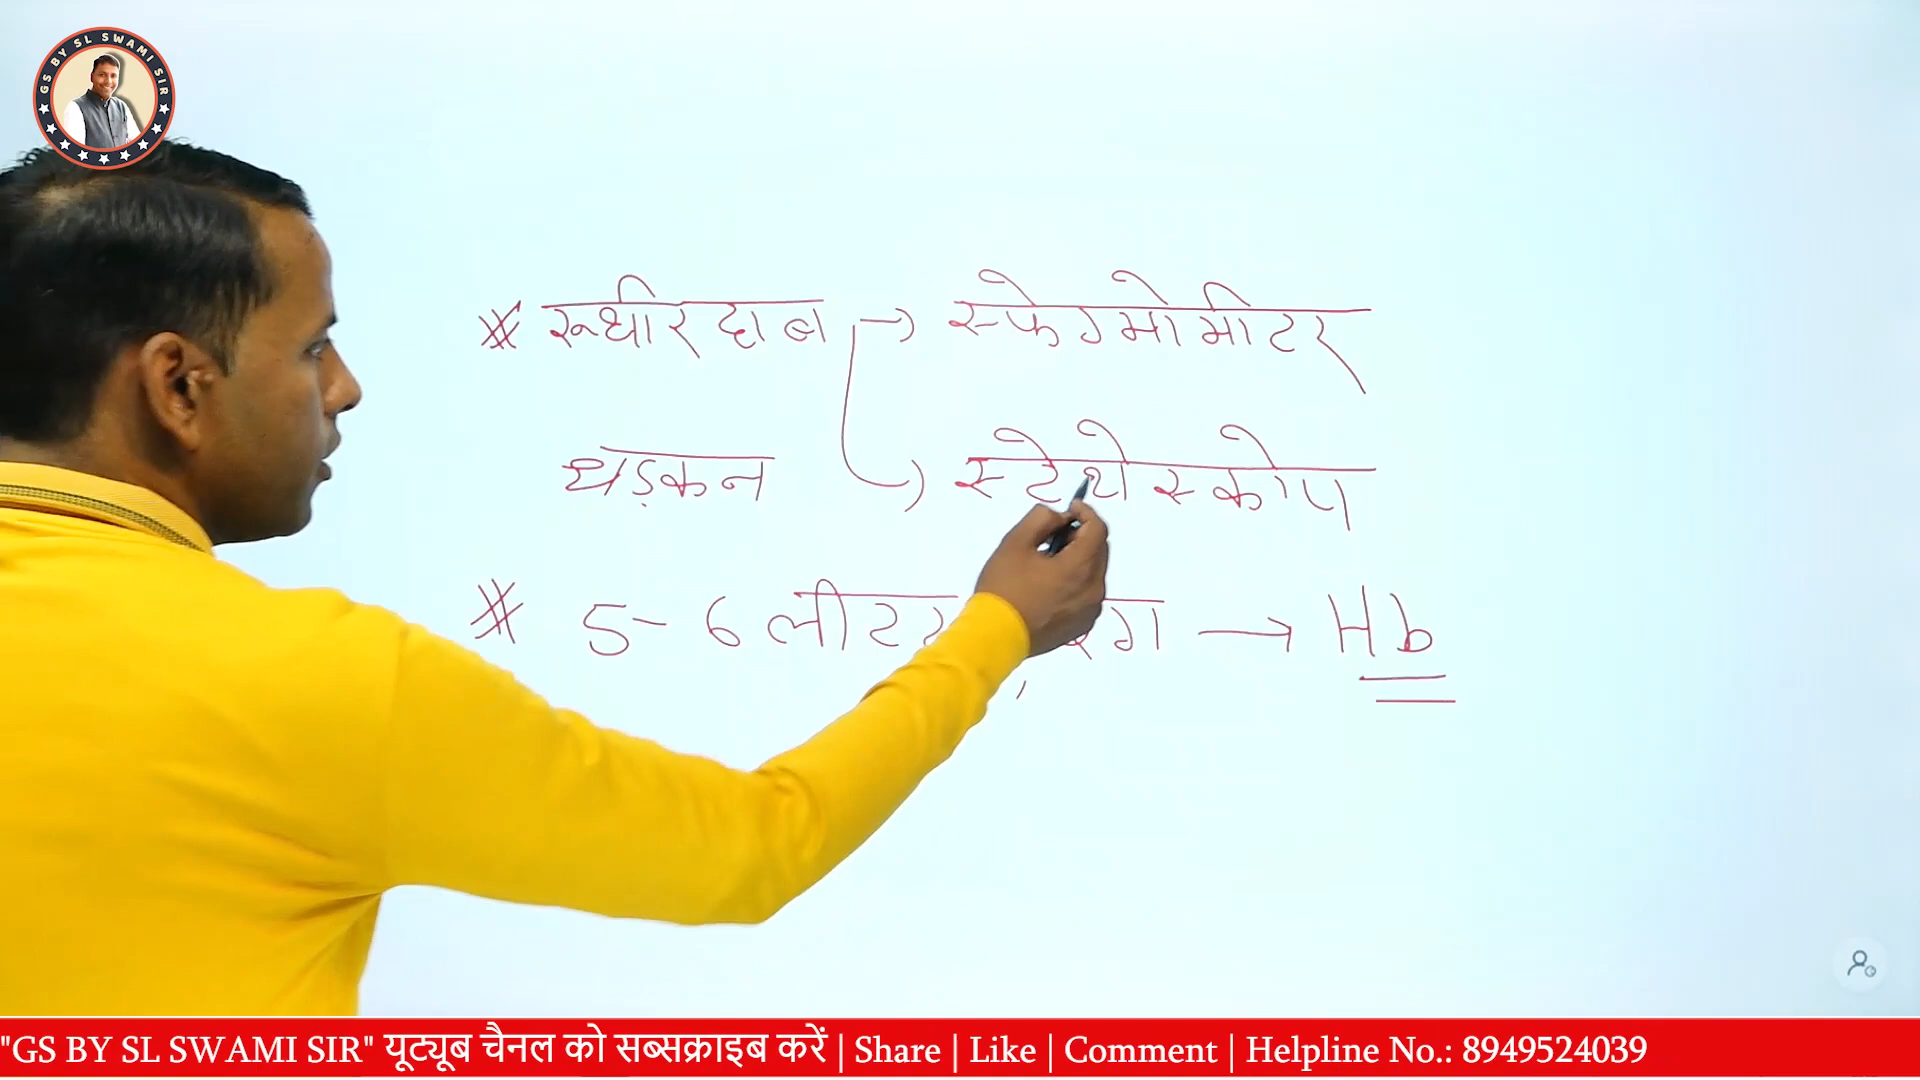 GS BY SL SWAMI SIR
* रूधीर दाब → स्फेगमोमीटर
धड़कन → स्टेथोस्कोप
* 5-6 लीटर रंग → Hb
"GS BY SL SWAMI SIR" यूट्यूब चैनल को सब्सक्राइब करें | Share | Like | Comment | Helpline No.: 8949524039